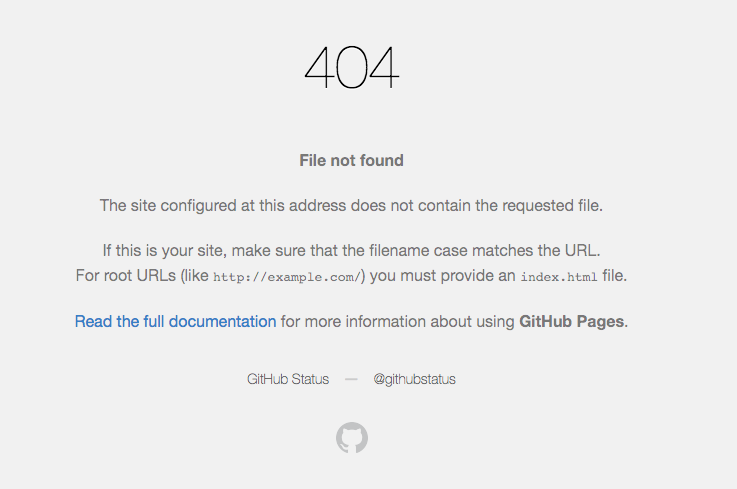 404
File not found
The site configured at this address does not contain the requested file.
If this is your site, make sure that the filename case matches the URL.
For root URLs (like http://example.com/) you must provide an index.html file.
Read the full documentation for more information about using GitHub Pages.
GitHub Status — @githubstatus